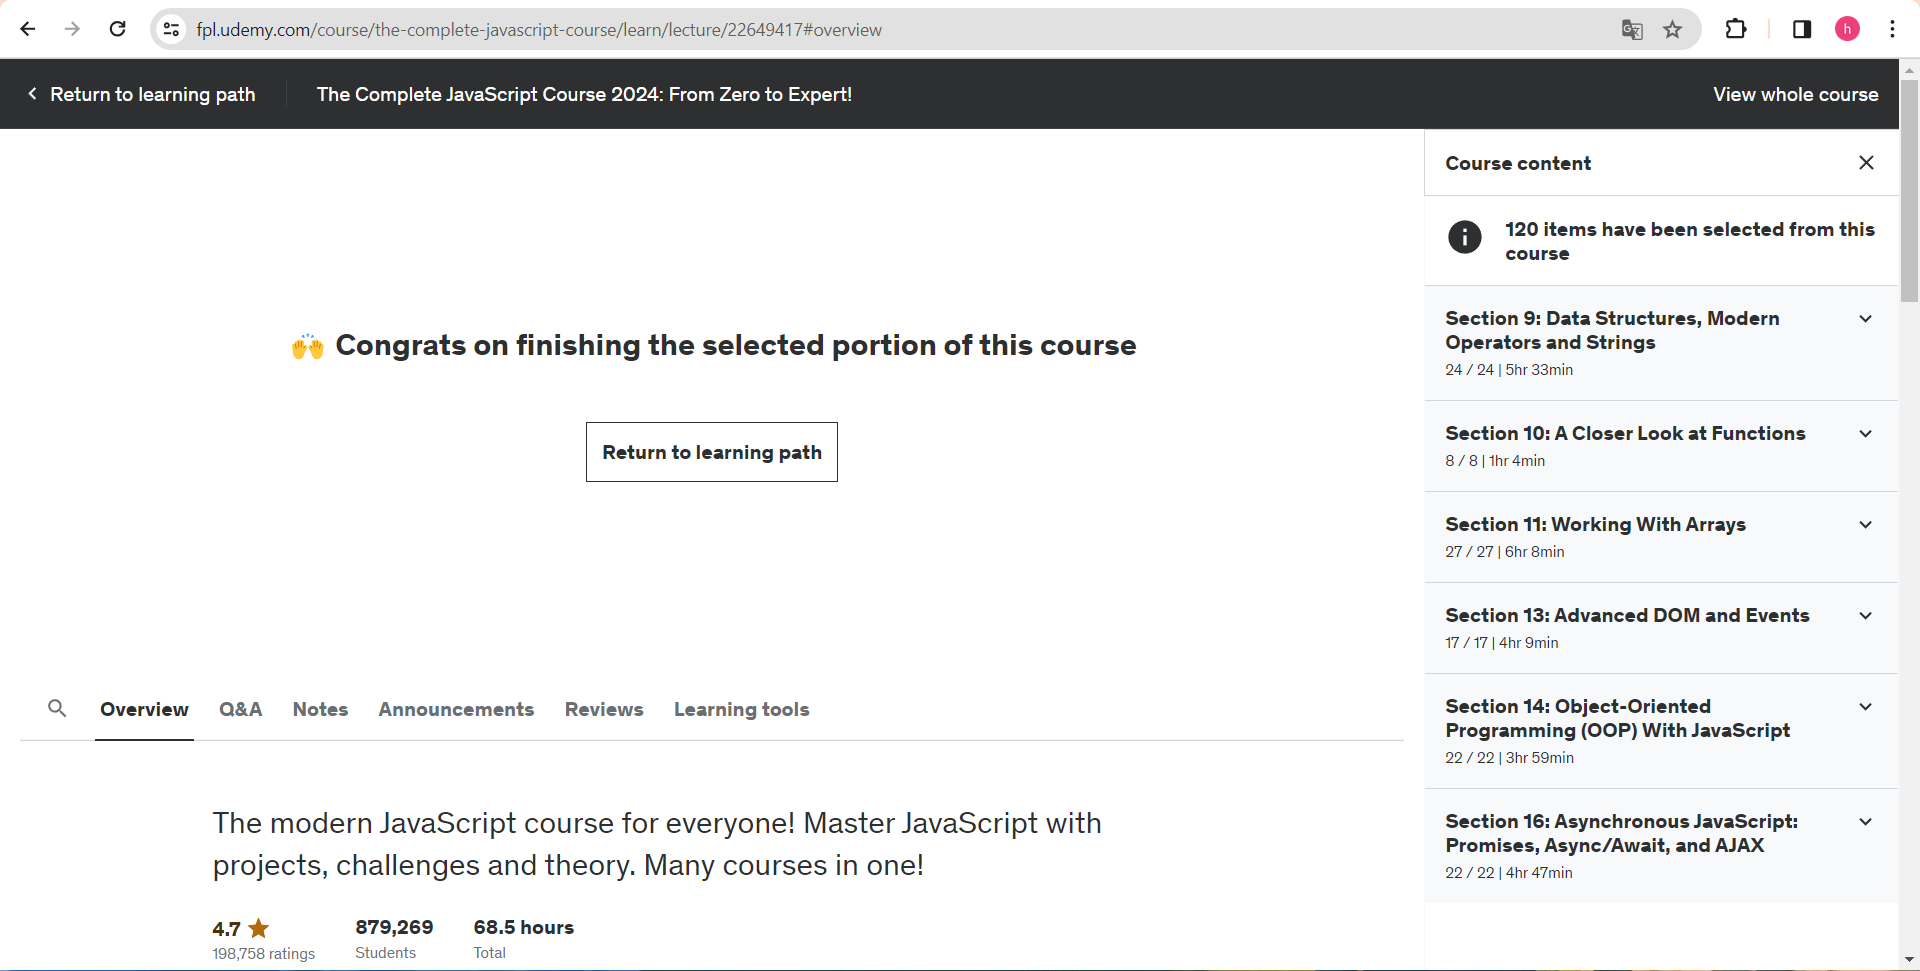 fpl.udemy.com/course/the-complete-javascript-course/learn/lecture/22649417#overview
h
Return to learning path
The Complete JavaScript Course 2024: From Zero to Expert!
View whole course
Congrats on finishing the selected portion of this course
Return to learning path
Overview
Q&A
Notes
Announcements
Reviews
Learning tools
The modern JavaScript course for everyone! Master JavaScript with
projects, challenges and theory. Many courses in one!
4.7
198,758 ratings
879,269
Students
68.5 hours
Total
Course content
120 items have been selected from this
course
Section 9: Data Structures, Modern
Operators and Strings
24 / 24 | 5hr 33min
Section 10: A Closer Look at Functions
8 / 8 | 1hr 4min
Section 11: Working With Arrays
27 / 27 | 6hr 8min
Section 13: Advanced DOM and Events
17 / 17 | 4hr 9min
Section 14: Object-Oriented
Programming (OOP) With JavaScript
22 / 22 | 3hr 59min
Section 16: Asynchronous JavaScript:
Promises, Async/Await, and AJAX
22 / 22 | 4hr 47min